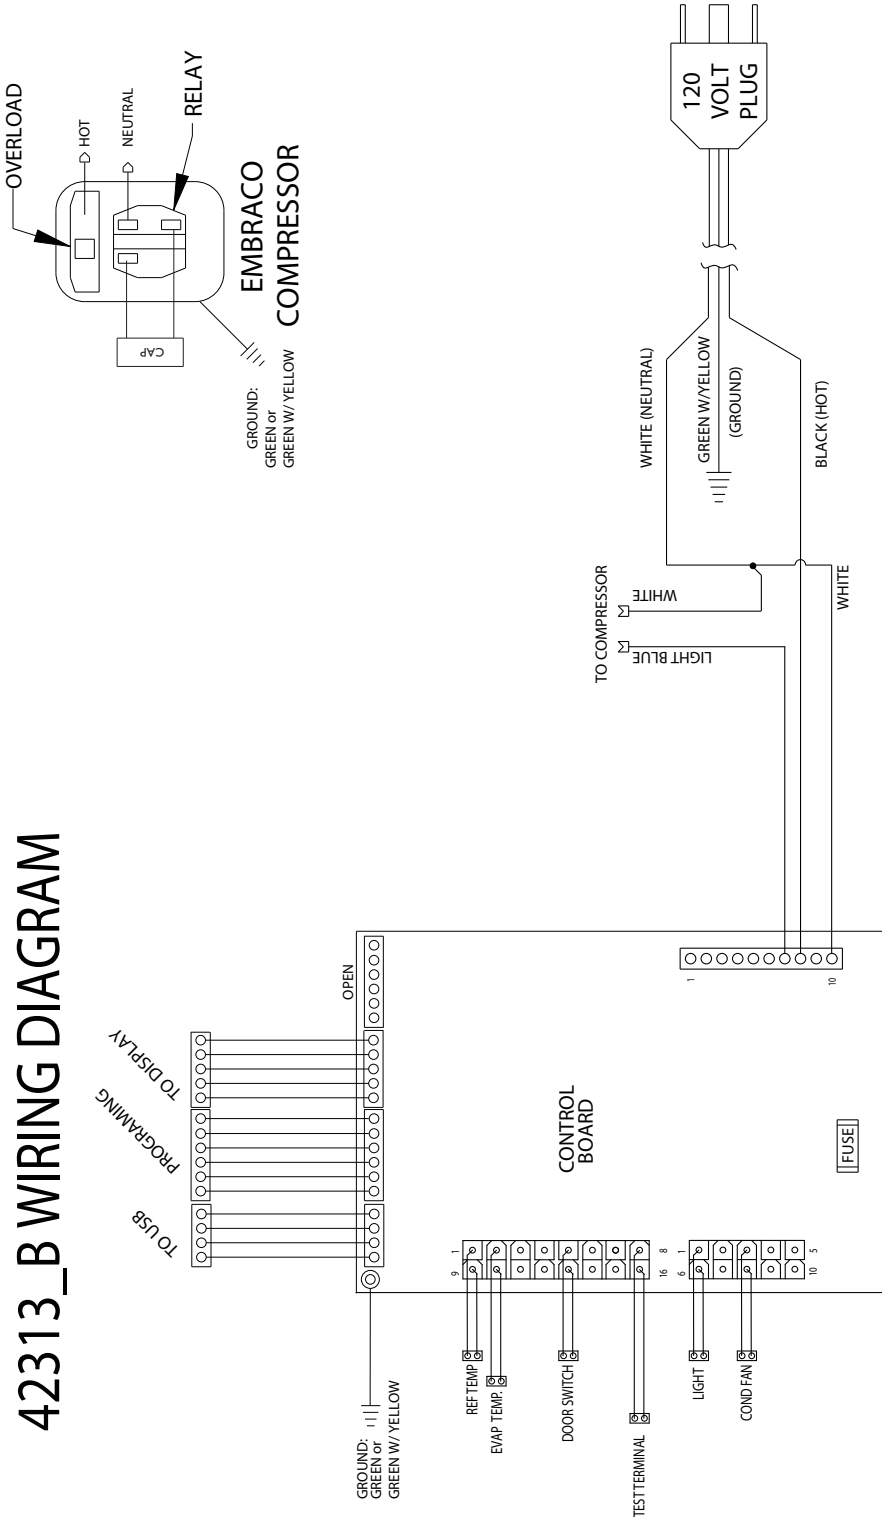 42313_B WIRING DIAGRAM
OVERLOAD
HOT
NEUTRAL
RELAY
CAP
EMBRACO
COMPRESSOR
GROUND:
GREEN or
GREEN W/ YELLOW
120
VOLT
PLUG
WHITE (NEUTRAL)
GREEN W/YELLOW
(GROUND)
BLACK (HOT)
TO COMPRESSOR
WHITE
LIGHT BLUE
WHITE
TO USB
PROGRAMING
TO DISPLAY
OPEN
1
10
CONTROL
BOARD
FUSE
GROUND:
GREEN or
GREEN W/ YELLOW
1
8
9
16
1
5
6
10
REF TEMP
EVAP TEMP.
DOOR SWITCH
TEST TERMINAL
LIGHT
COND FAN